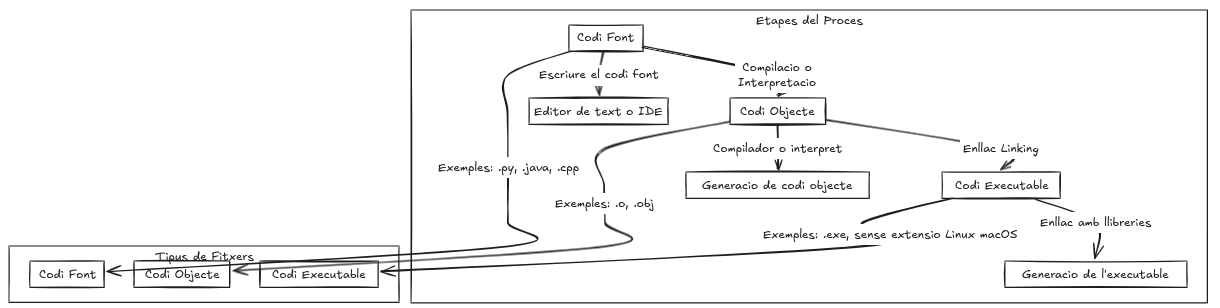 Etapes del Proces
Codi Font
Escriure el codi font
Compilacio o
Interpretacio
Editor de text o IDE
Codi Objecte
Compilador o interpret
Enllac Linking
Exemples: .py, .java, .cpp
Generacio de codi objecte
Codi Executable
Exemples: .o, .obj
Enllac amb llibreries
Exemples: .exe, sense extensio Linux macOS
Tipus de Fitxers
Codi Font
Codi Objecte
Codi Executable
Generacio de l'executable